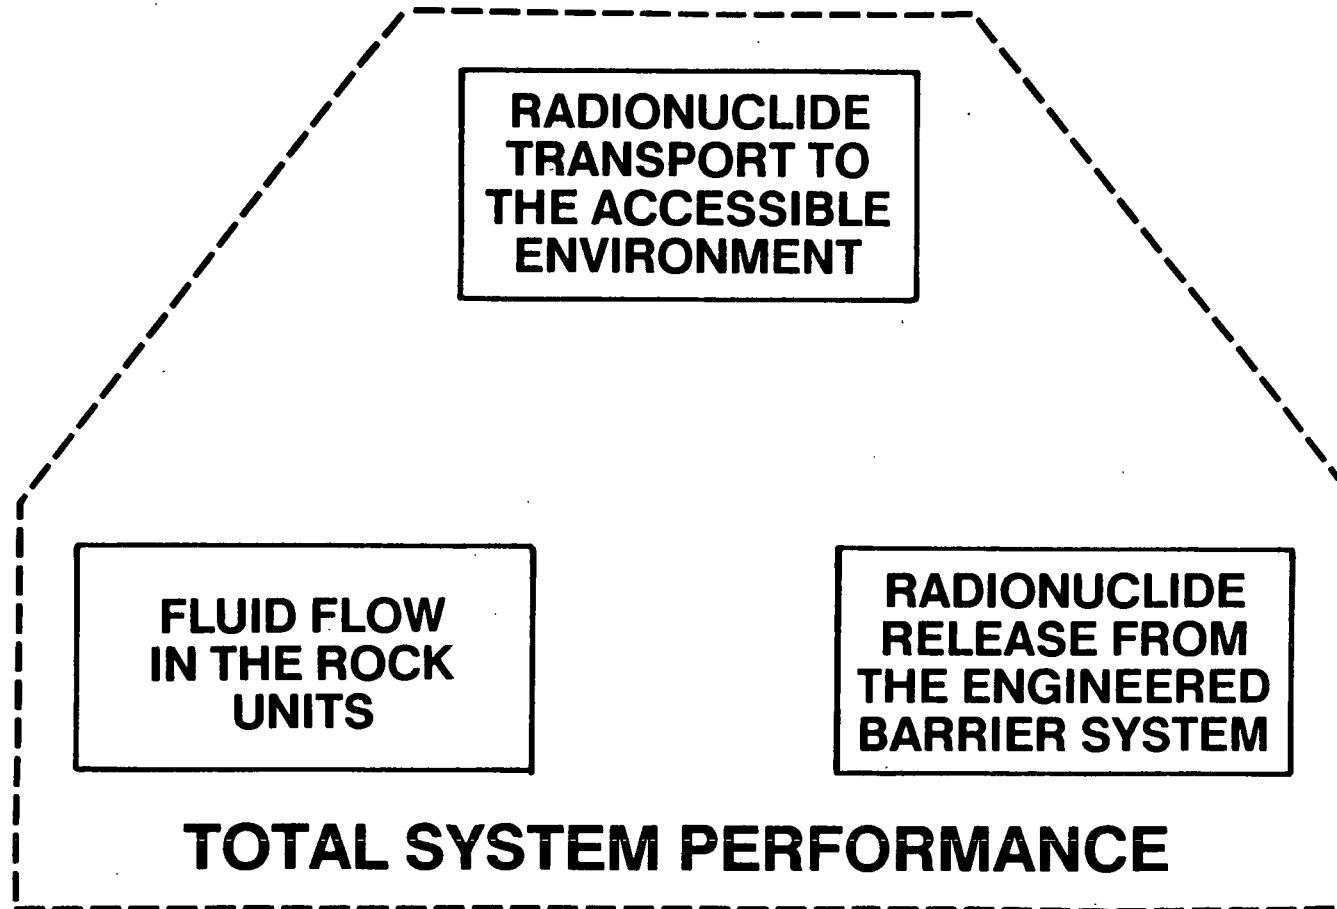 RADIONUCLIDE
TRANSPORT TO
THE ACCESSIBLE
ENVIRONMENT
FLUID FLOW
IN THE ROCK
UNITS
RADIONUCLIDE
RELEASE FROM
THE ENGINEERED
BARRIER SYSTEM
TOTAL SYSTEM PERFORMANCE